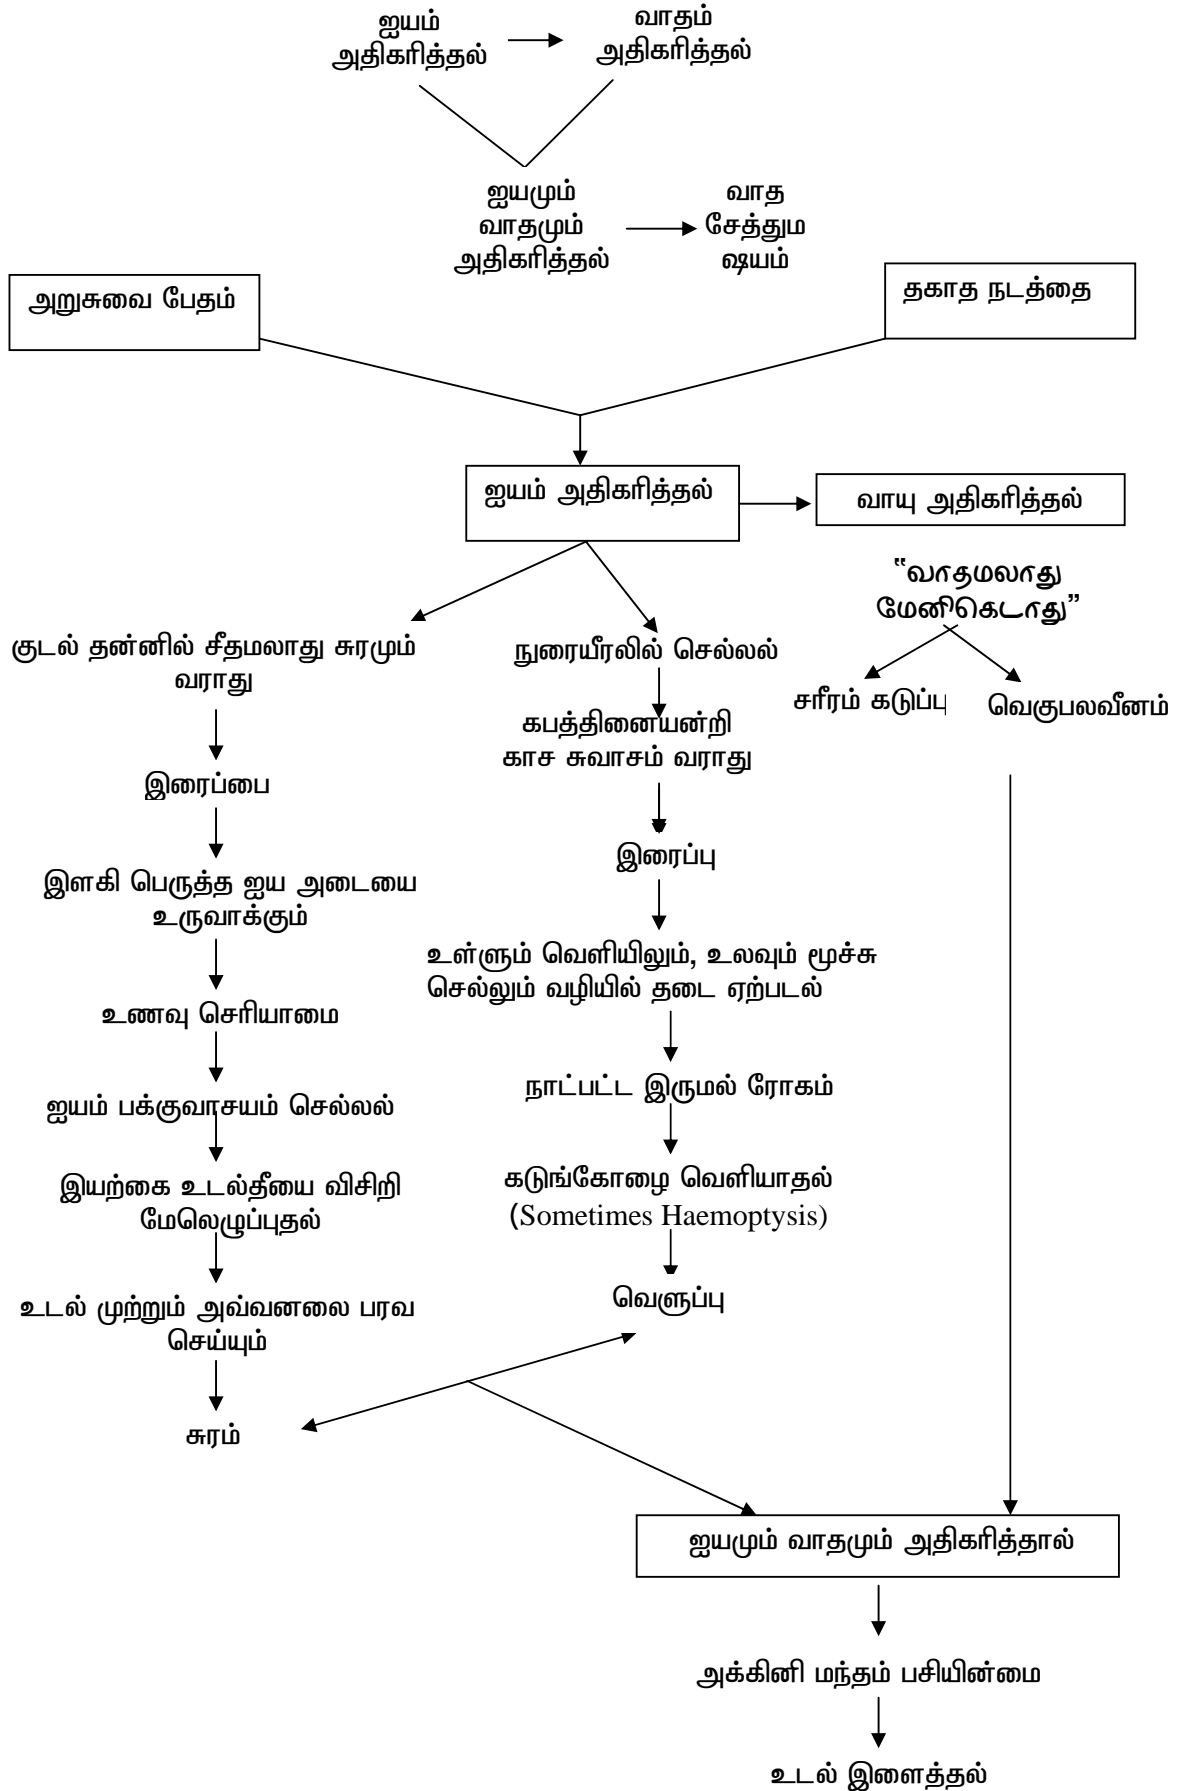 ஐயம்
அதிகரித்தல்
வாதம்
அதிகரித்தல்
ஐயமும்
வாதமும்
அதிகரித்தல்
வாத
சேத்தும
ஷயம்
அறுசுவை பேதம்
தகாத நடத்தை
ஐயம் அதிகரித்தல்
வாயு அதிகரித்தல்
“வாதமலாது
மேனிகெடாது”
குடல் தன்னில் சீதமலாது சுரமும்
வராது
நுரையீரலில் செல்லல்
சரீரம் கடுப்பு
வெகுபலவீனம்
கபத்தினையன்றி
காச சுவாசம் வராது
இரைப்பை
இரைப்பு
இளகி பெருத்த ஐய அடையை
உருவாக்கும்
உள்ளும் வெளியிலும், உலவும் மூச்சு
செல்லும் வழியில் தடை ஏற்படல்
உணவு செரியாமை
நாட்பட்ட இருமல் ரோகம்
ஐயம் பக்குவாசயம் செல்லல்
இயற்கை உடல்தீயை விசிறி
மேலெழுப்புதல்
கடுங்கோழை வெளியாதல்
(Sometimes Haemoptysis)
உடல் முற்றும் அவ்வனலை பரவ
செய்யும்
வெளுப்பு
சுரம்
ஐயமும் வாதமும் அதிகரித்தால்
அக்கினி மந்தம் பசியின்மை
உடல் இளைத்தல்